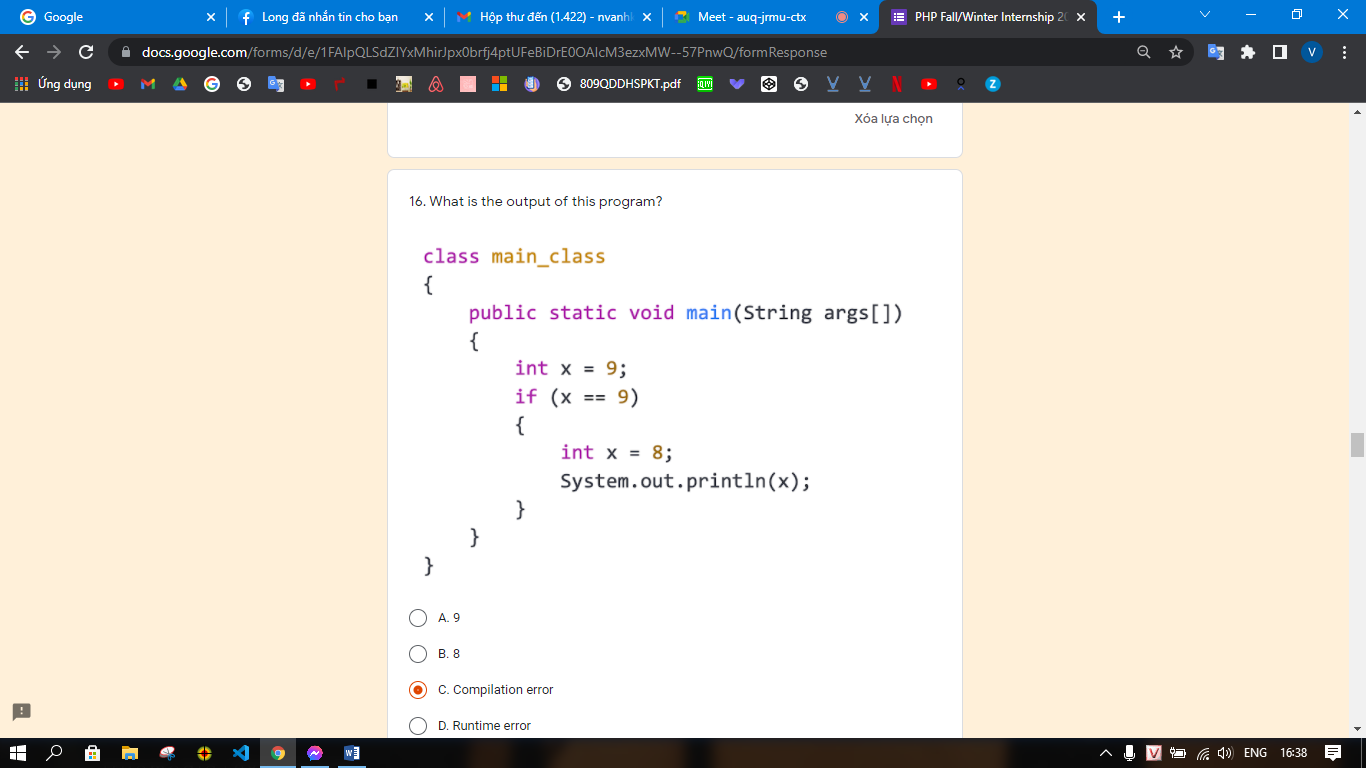 Google
Long đã nhắn tin cho bạn
Hộp thư đến (1.422) - nvanhl
Meet - auq-jrmu-ctx
PHP Fall/Winter Internship 20
docs.google.com/forms/d/e/1FAIpQLSdZIYxMhirJpx0brfj4ptUFeBiDrE0OAIcM3ezxMW--57PnwQ/formResponse
V
Ứng dụng
809QDDHSPKT.pdf
Xóa lựa chọn
16. What is the output of this program?
class main_class
{
public static void main(String args[])
{
int x = 9;
if (x == 9)
{
int x = 8;
System.out.println(x);
}
}
}
A. 9
B. 8
C. Compilation error
D. Runtime error
ENG
16:38